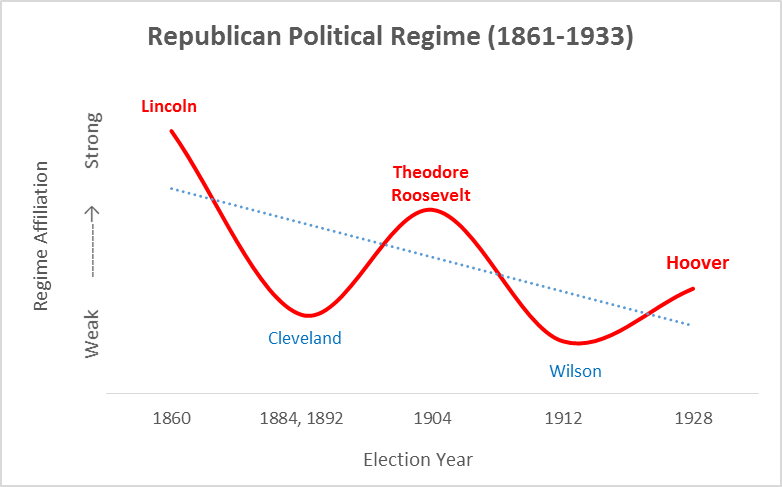 Republican Political Regime (1861-1933)
Lincoln
Strong
Theodore
Roosevelt
Regime Affiliation
Hoover
Weak
Cleveland
Wilson
1860
1884, 1892
1904
1912
1928
Election Year